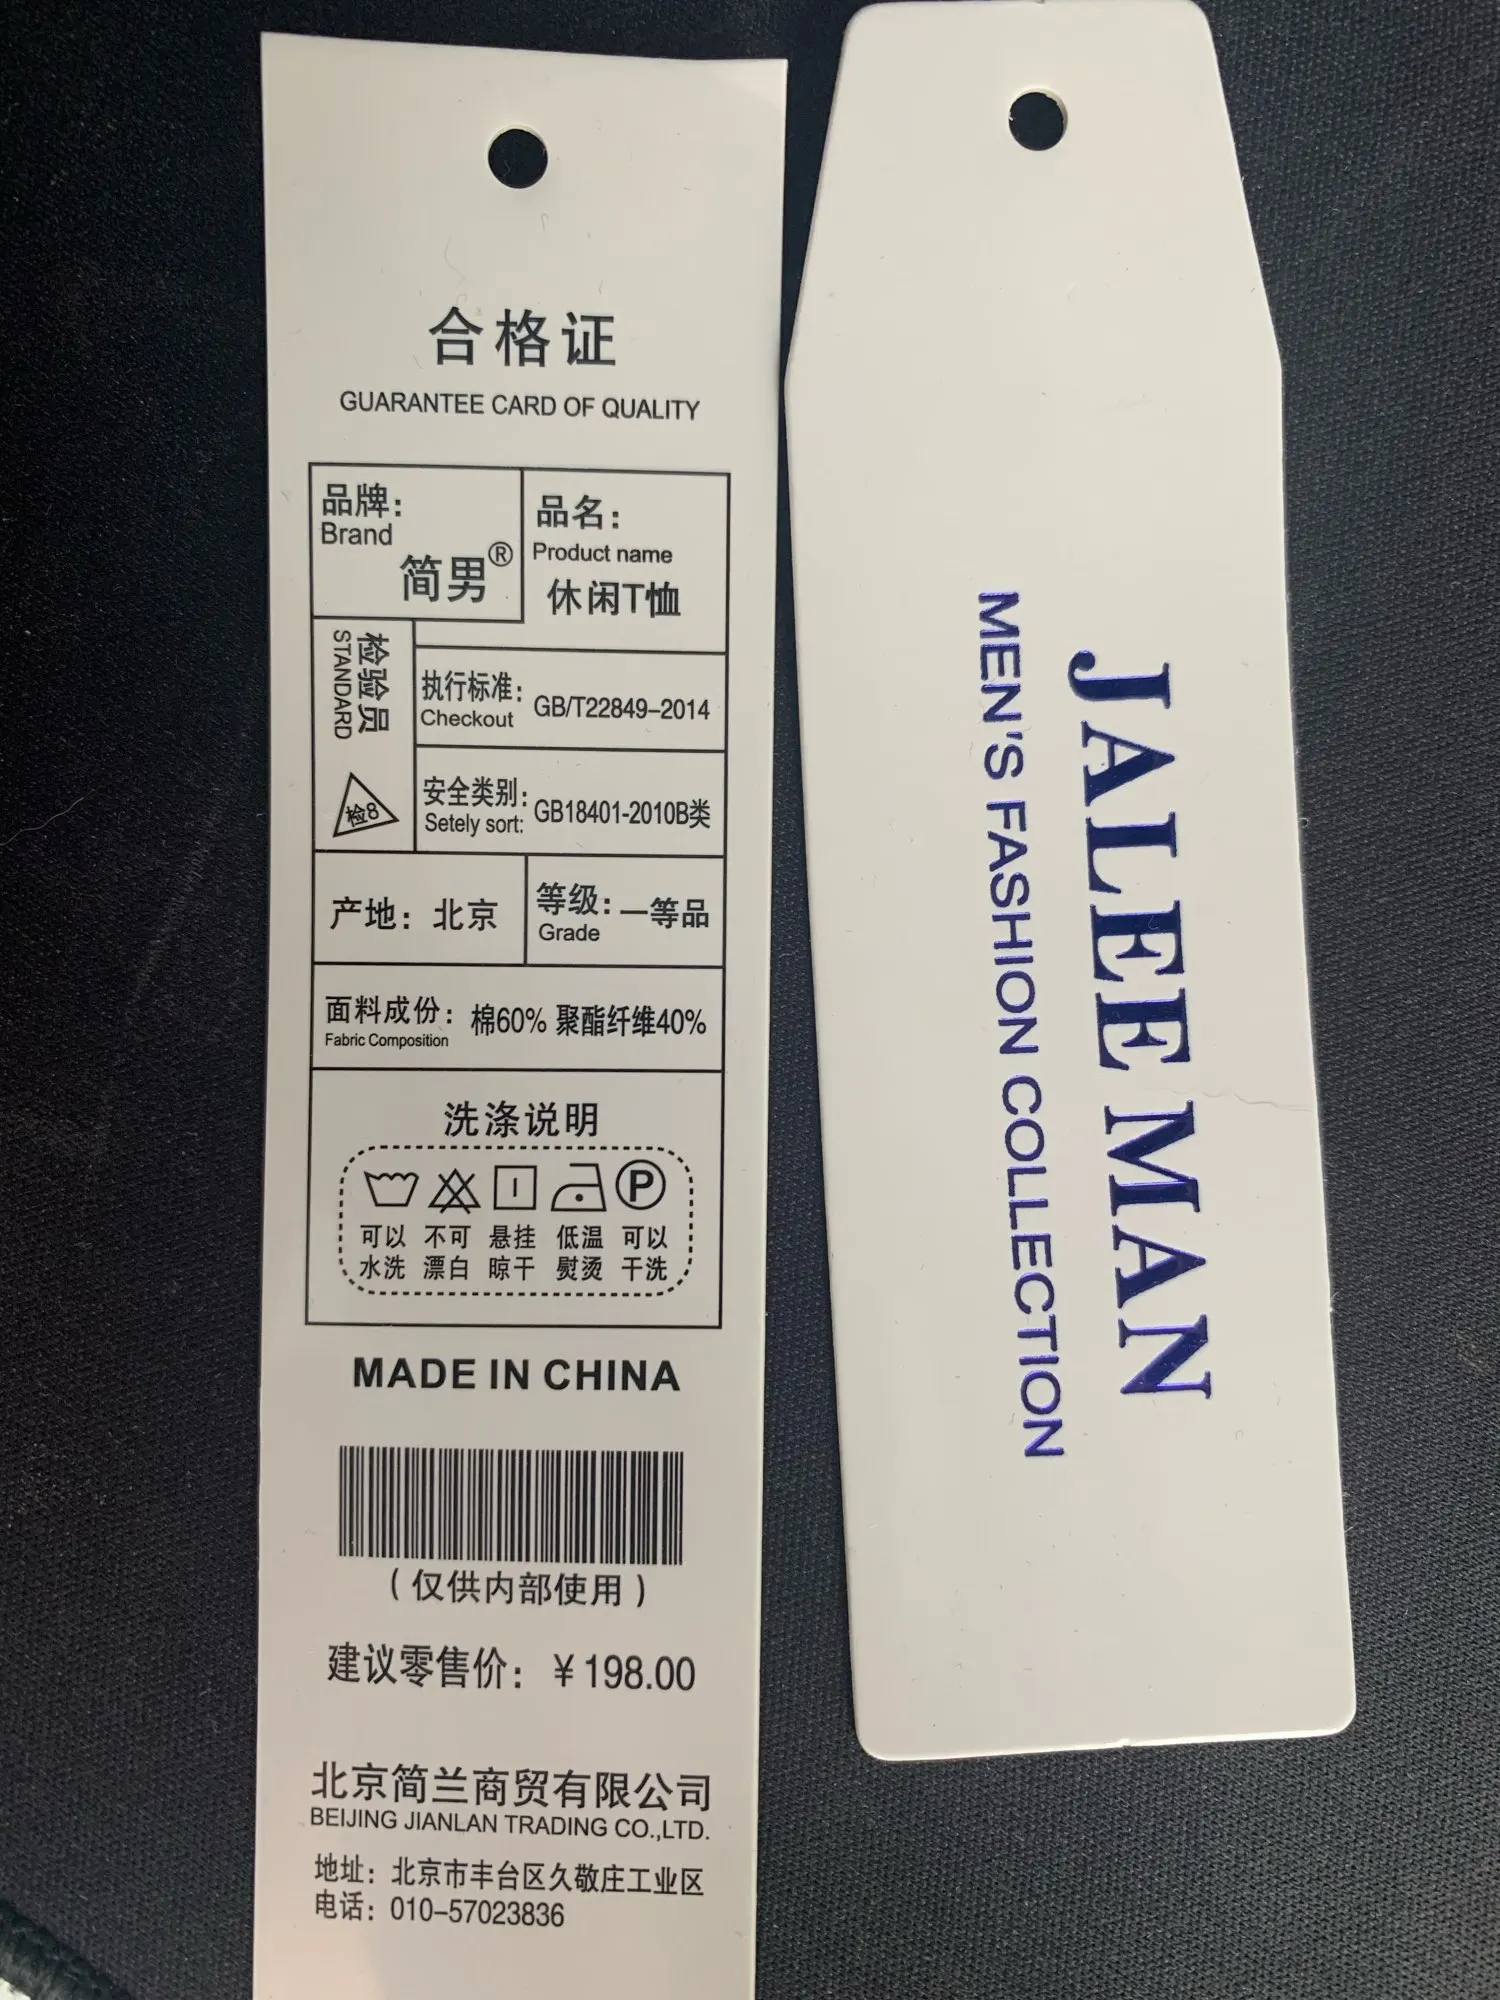 合格证
GUARANTEE CARD OF QUALITY
品牌:
Brand
简男®
品名:
Product name
休闲T恤
检验员
STANDARD
检8
执行标准:
Checkout
GB/T22849-2014
安全类别:
Setely sort:
GB18401-2010B类
产地: 北京
等级: 一等品
Grade
面料成份: 棉60% 聚酯纤维40%
Fabric Composition
洗涤说明
P
可以 不可 悬挂 低温 可以
水洗 漂白 晾干 熨烫 干洗
MADE IN CHINA
(仅供内部使用)
建议零售价: ¥198.00
北京简兰商贸有限公司
BEIJING JIANLAN TRADING CO.,LTD.
地址: 北京市丰台区久敬庄工业区
电话: 010-57023836
JALEE MAN
MEN'S FASHION COLLECTION